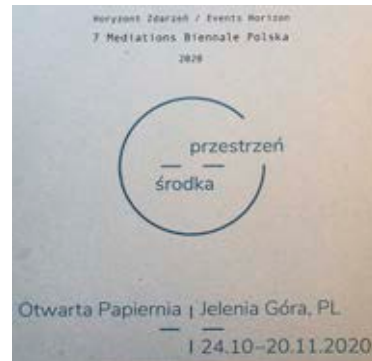 Horyzont Zdarzeń / Events Horizon
7 Mediations Biennale Polska
2020
przestrzeń
środka
Otwarta Papiernia | Jelenia Góra, PL
| 24.10–20.11.2020